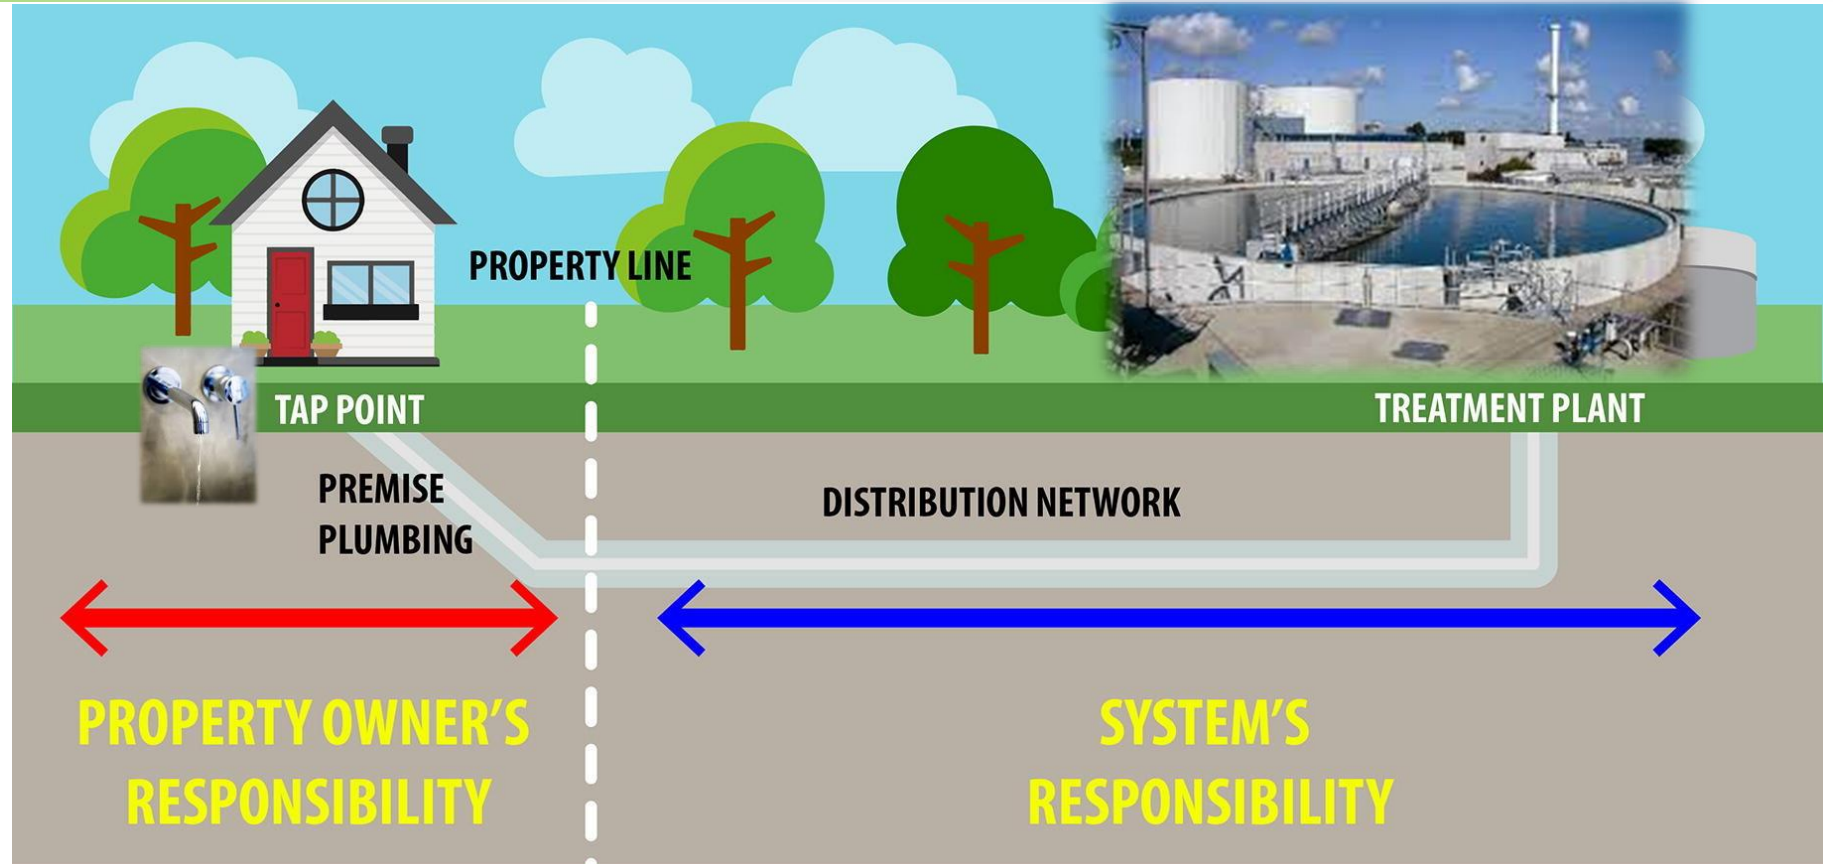 PROPERTY LINE
TAP POINT
TREATMENT PLANT
PREMISE
PLUMBING
DISTRIBUTION NETWORK
PROPERTY OWNER'S
RESPONSIBILITY
SYSTEM'S
RESPONSIBILITY